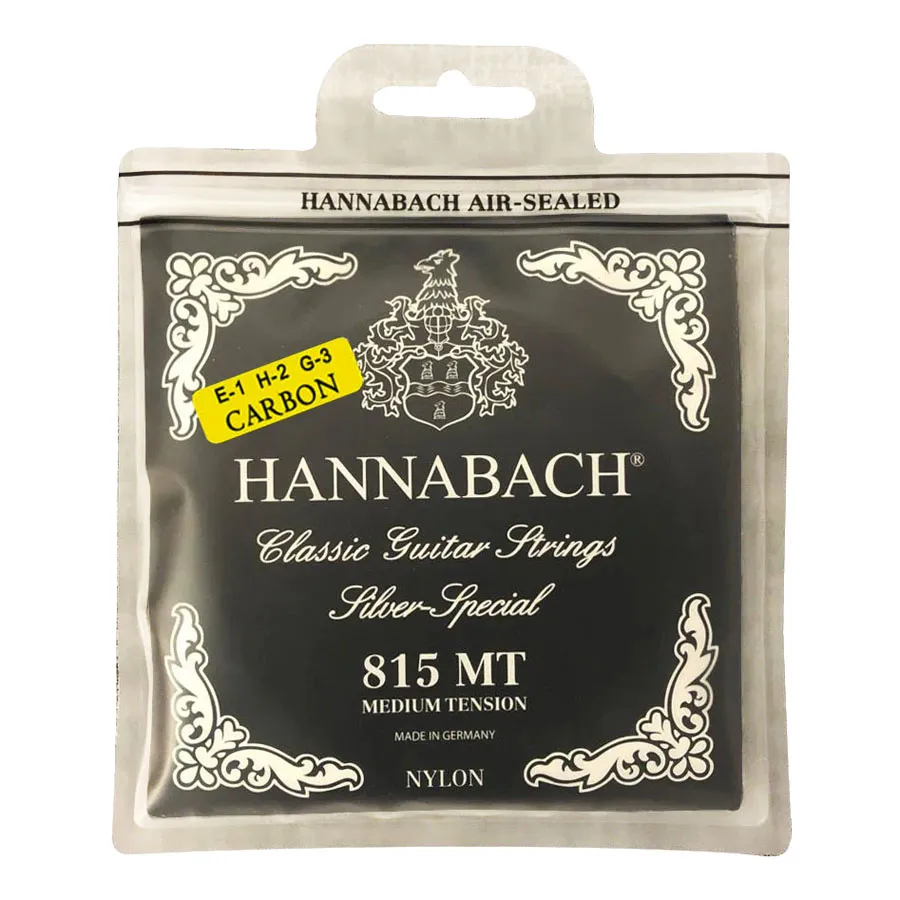 HANNABACH AIR-SEALED
E-1 H-2 G-3
CARBON
HANNABACH®
Classic Guitar Strings
Silver-Special
815 MT
MEDIUM TENSION
MADE IN GERMANY
NYLON